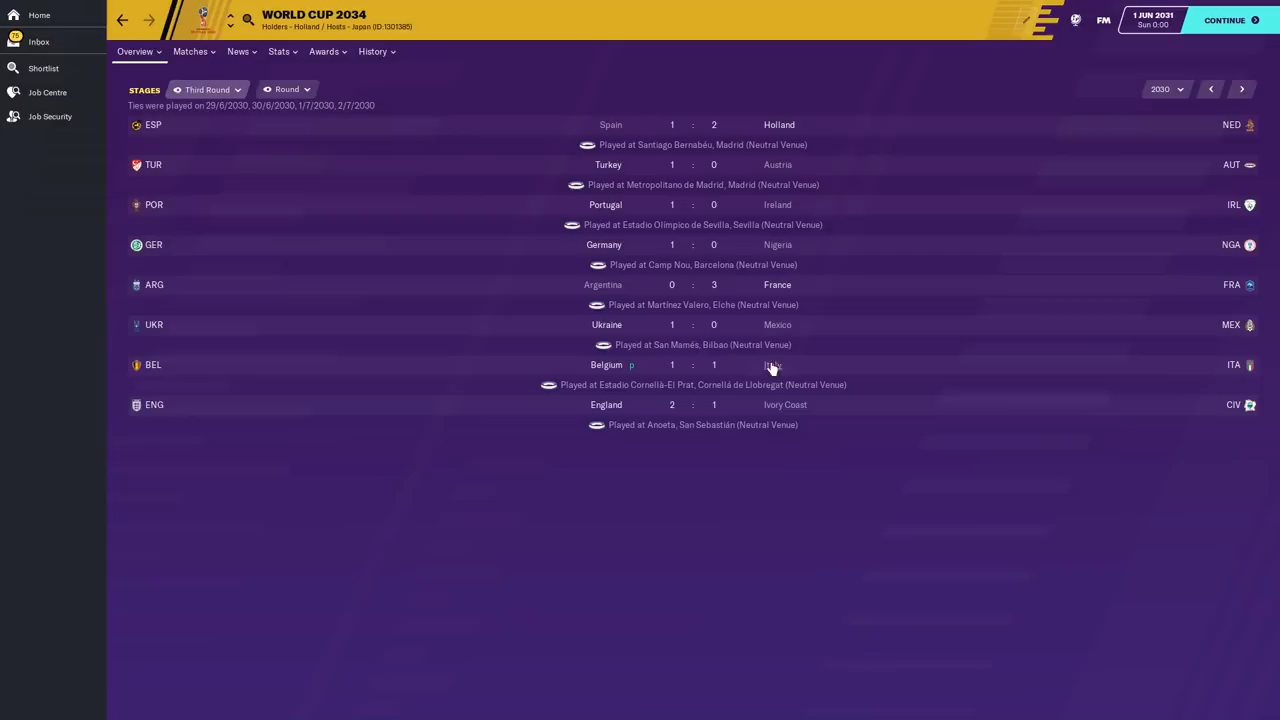 Home
75
Inbox
Shortlist
Job Centre
Job Security
WORLD CUP 2034
Holders - Holland / Hosts - Japan (ID:1301385)
FM
1 JUN 2031
Sun 0:00
CONTINUE
Overview Matches News Stats Awards History
STAGES Third Round Round 2030
Ties were played on 29/6/2030, 30/6/2030, 1/7/2030, 2/7/2030
ESP Spain 1 : 2 Holland NED
Played at Santiago Bernabéu, Madrid (Neutral Venue)
TUR Turkey 1 : 0 Austria AUT
Played at Metropolitano de Madrid, Madrid (Neutral Venue)
POR Portugal 1 : 0 Ireland IRL
Played at Estadio Olímpico de Sevilla, Sevilla (Neutral Venue)
GER Germany 1 : 0 Nigeria NGA
Played at Camp Nou, Barcelona (Neutral Venue)
ARG Argentina 0 : 3 France FRA
Played at Martínez Valero, Elche (Neutral Venue)
UKR Ukraine 1 : 0 Mexico MEX
Played at San Mamés, Bilbao (Neutral Venue)
BEL Belgium p 1 : 1 Italy ITA
Played at Estadio Cornellà-El Prat, Cornellá de Llobregat (Neutral Venue)
ENG England 2 : 1 Ivory Coast CIV
Played at Anoeta, San Sebastián (Neutral Venue)